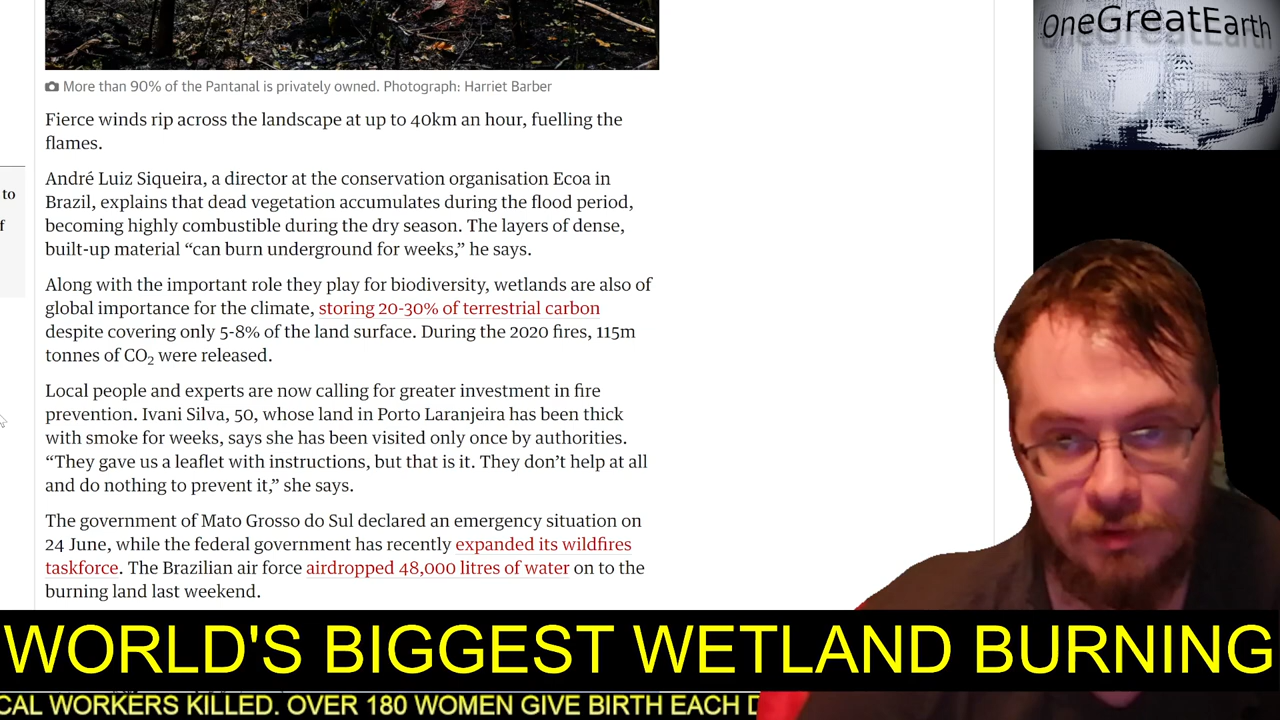 OneGreatEarth
More than 90% of the Pantanal is privately owned. Photograph: Harriet Barber
Fierce winds rip across the landscape at up to 40km an hour, fuelling the
flames.
to
f
André Luiz Siqueira, a director at the conservation organisation Ecoa in
Brazil, explains that dead vegetation accumulates during the flood period,
becoming highly combustible during the dry season. The layers of dense,
built-up material “can burn underground for weeks,” he says.
Along with the important role they play for biodiversity, wetlands are also of
global importance for the climate, storing 20-30% of terrestrial carbon
despite covering only 5-8% of the land surface. During the 2020 fires, 115m
tonnes of CO₂ were released.
Local people and experts are now calling for greater investment in fire
prevention. Ivani Silva, 50, whose land in Porto Laranjeira has been thick
with smoke for weeks, says she has been visited only once by authorities.
“They gave us a leaflet with instructions, but that is it. They don’t help at all
and do nothing to prevent it,” she says.
The government of Mato Grosso do Sul declared an emergency situation on
24 June, while the federal government has recently expanded its wildfires
taskforce. The Brazilian air force airdropped 48,000 litres of water on to the
burning land last weekend.
WORLD'S BIGGEST WETLAND BURNING
CAL WORKERS KILLED. OVER 180 WOMEN GIVE BIRTH EACH D